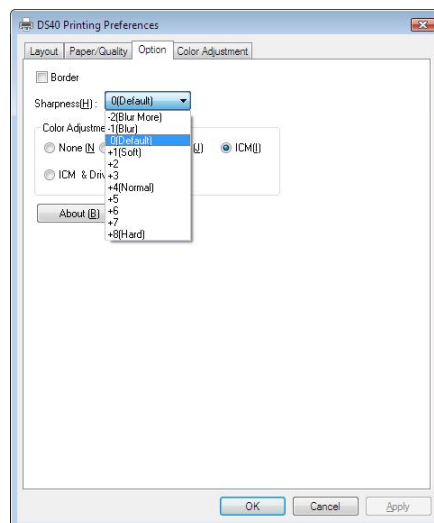 DS40 Printing Preferences
Layout Paper/Quality Option Color Adjustment
Border
Sharpness(H) : 0(Default)
-2(Blur More)
-1(Blur)
0(Default)
+1(Soft)
+2
+3
+4(Normal)
+5
+6
+7
+8(Hard)
Color Adjustme
None (N ICM(I)
ICM & Driv
About (B)
OK Cancel Apply